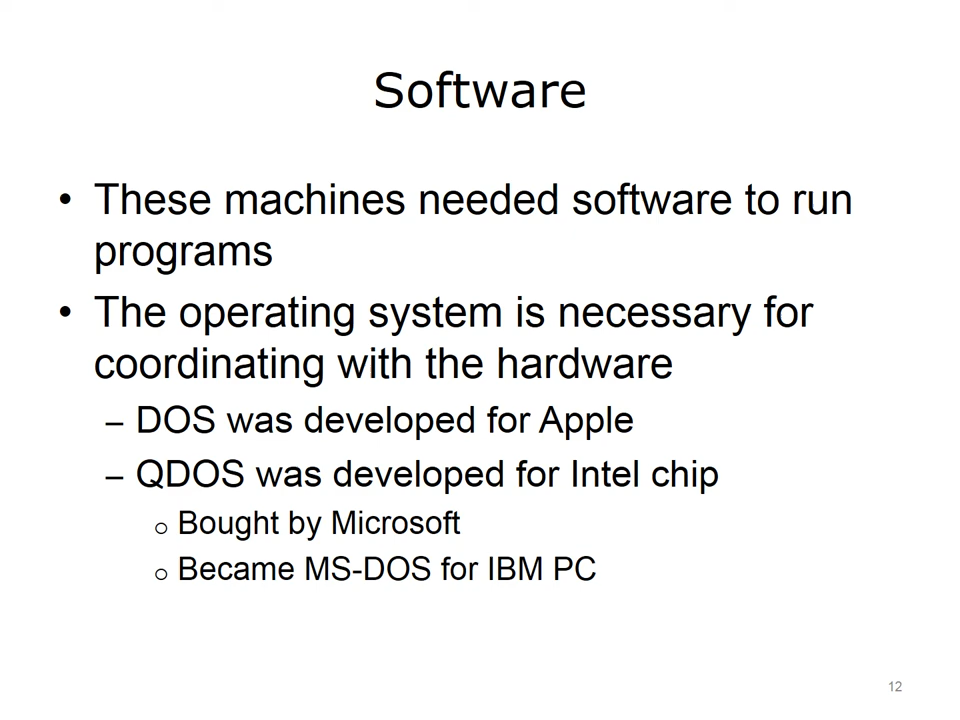 Software
• These machines needed software to run
programs
• The operating system is necessary for
coordinating with the hardware
– DOS was developed for Apple
– QDOS was developed for Intel chip
o Bought by Microsoft
o Became MS-DOS for IBM PC
12